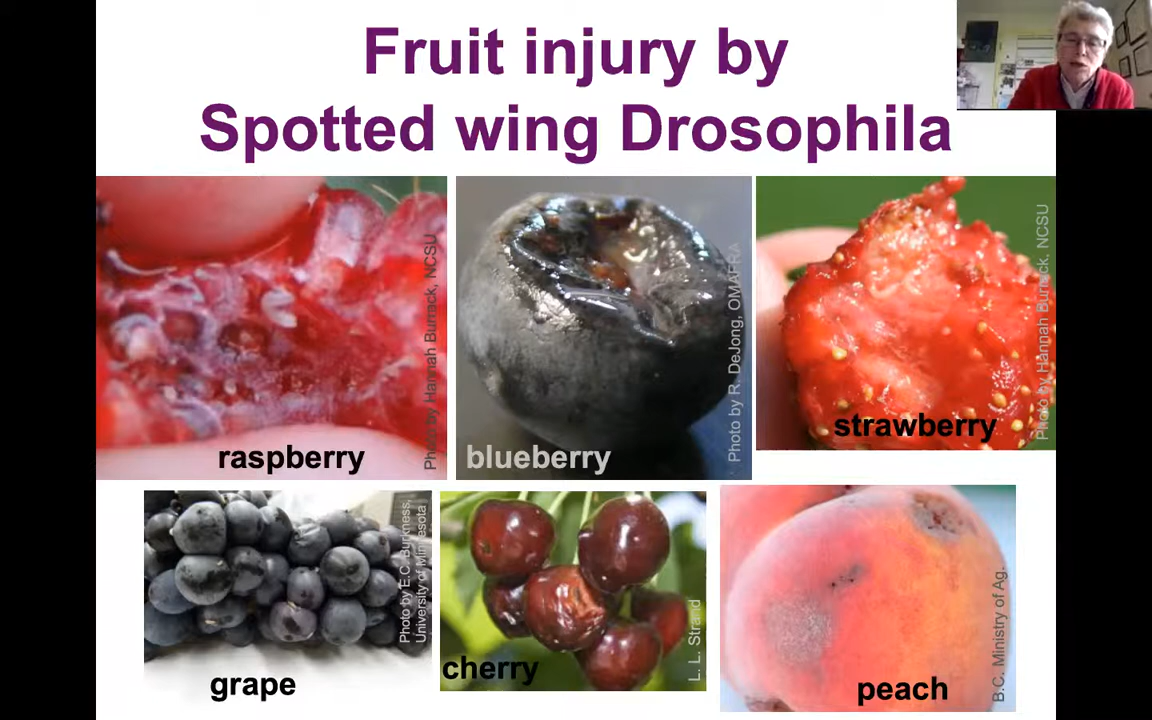 Fruit injury by
Spotted wing Drosophila
raspberry
Photo by Hannah Burrack, NCSU
blueberry
Photo by R. DeJong, OMAFRA
strawberry
Photo by Hannah Burrack, NCSU
grape
Photo by E.C. Burkness,
University of Minnesota
cherry
L. L. Strand
peach
B.C. Ministry of Ag.